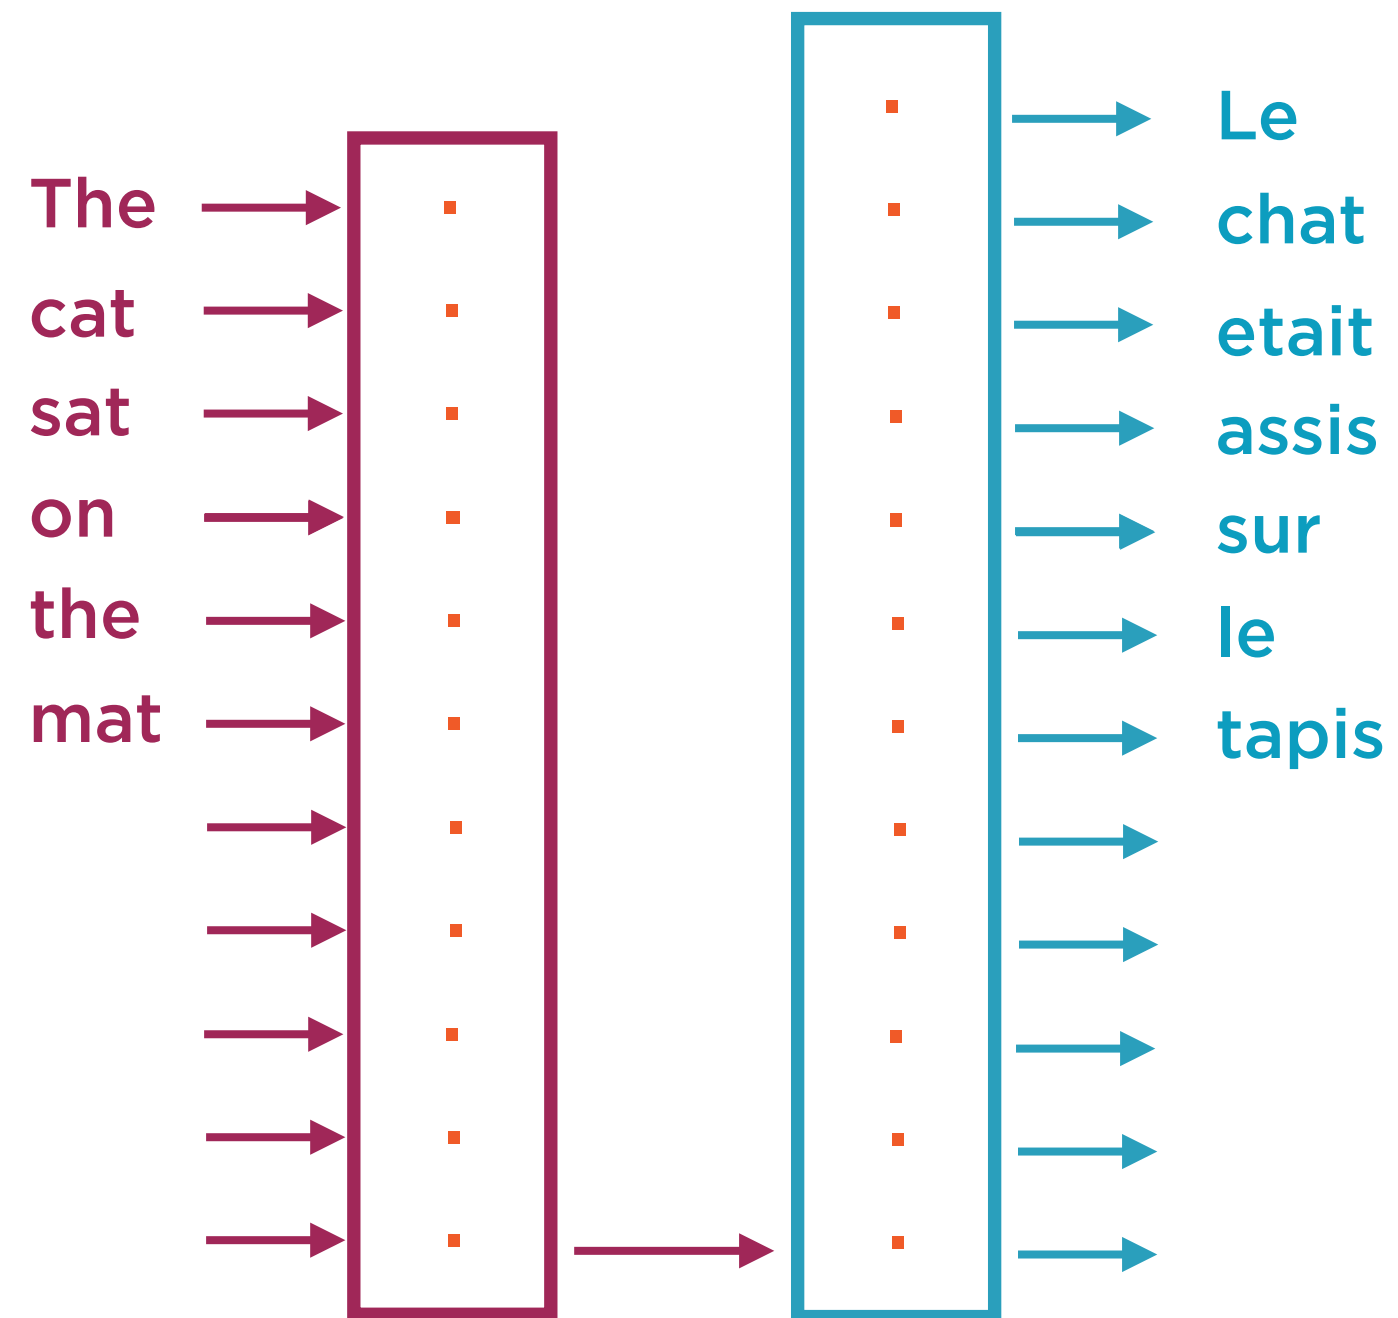 The
cat
sat
on
the
mat
Le
chat
etait
assis
sur
le
tapis